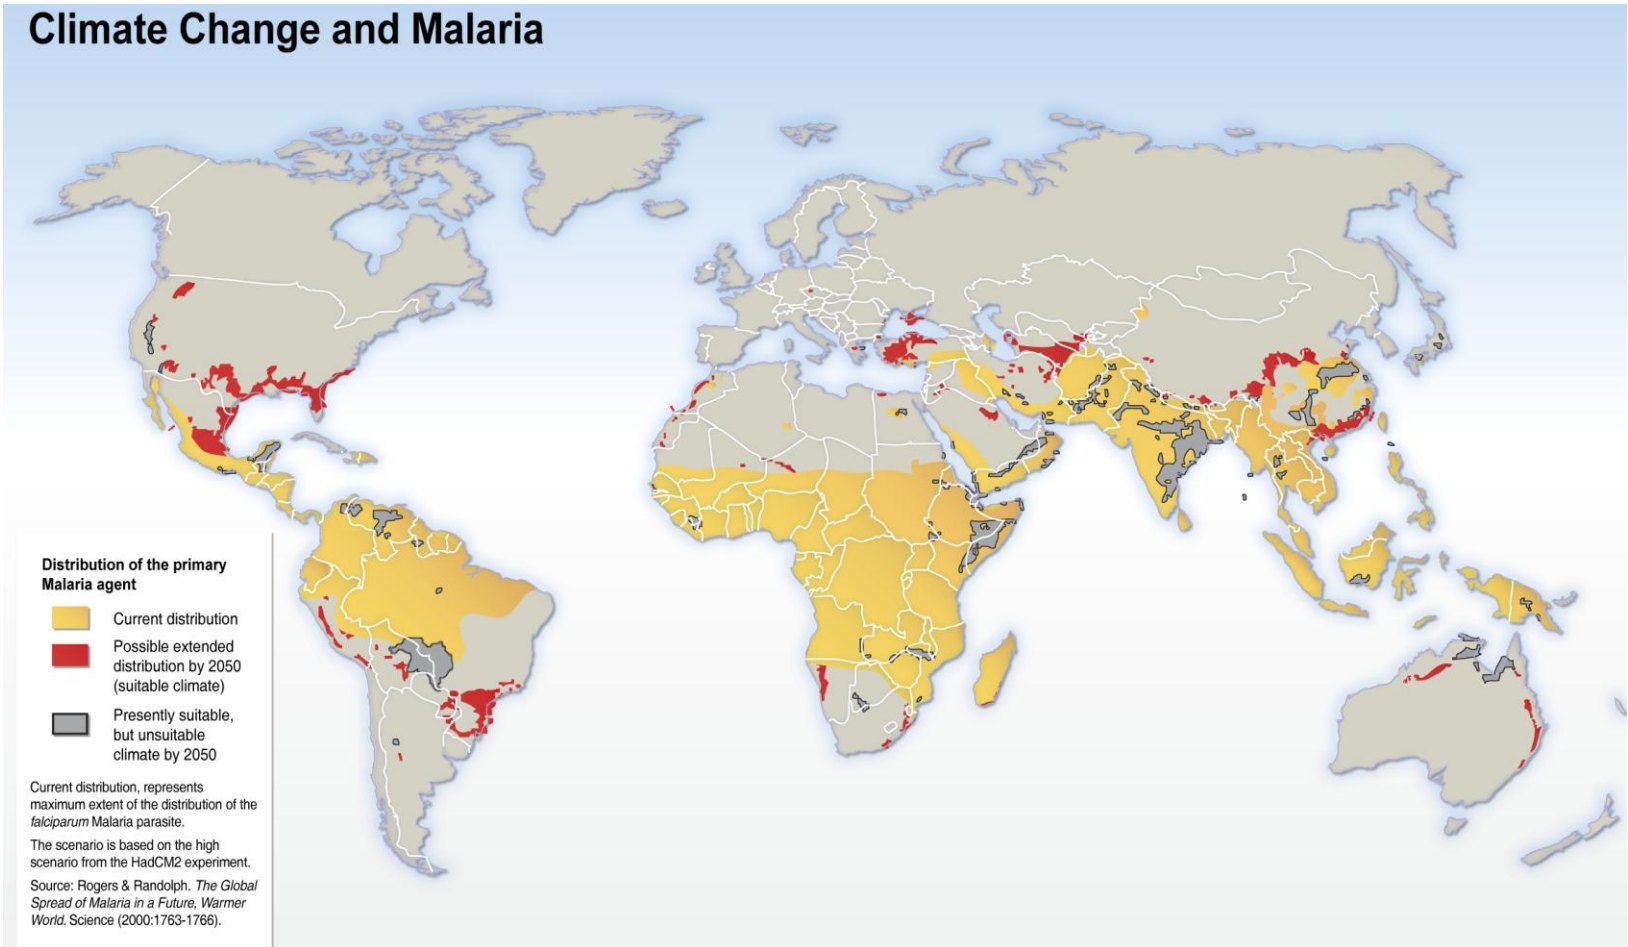 Climate Change and Malaria
Distribution of the primary
Malaria agent
Current distribution
Possible extended
distribution by 2050
(suitable climate)
Presently suitable,
but unsuitable
climate by 2050
Current distribution, represents
maximum extent of the distribution of the
falciparum Malaria parasite.
The scenario is based on the high
scenario from the HadCM2 experiment.
Source: Rogers & Randolph. The Global
Spread of Malaria in a Future, Warmer
World. Science (2000:1763-1766).